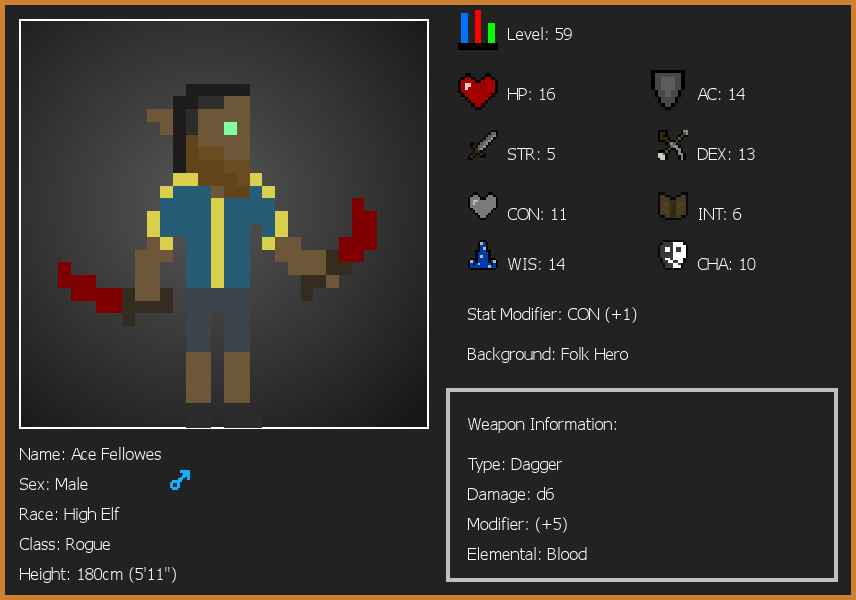 Level: 59
HP: 16
AC: 14
STR: 5
DEX: 13
CON: 11
INT: 6
WIS: 14
CHA: 10
Stat Modifier: CON (+1)
Background: Folk Hero
Weapon Information:
Type: Dagger
Damage: d6
Modifier: (+5)
Elemental: Blood
Name: Ace Fellowes
Sex: Male
Race: High Elf
Class: Rogue
Height: 180cm (5'11")